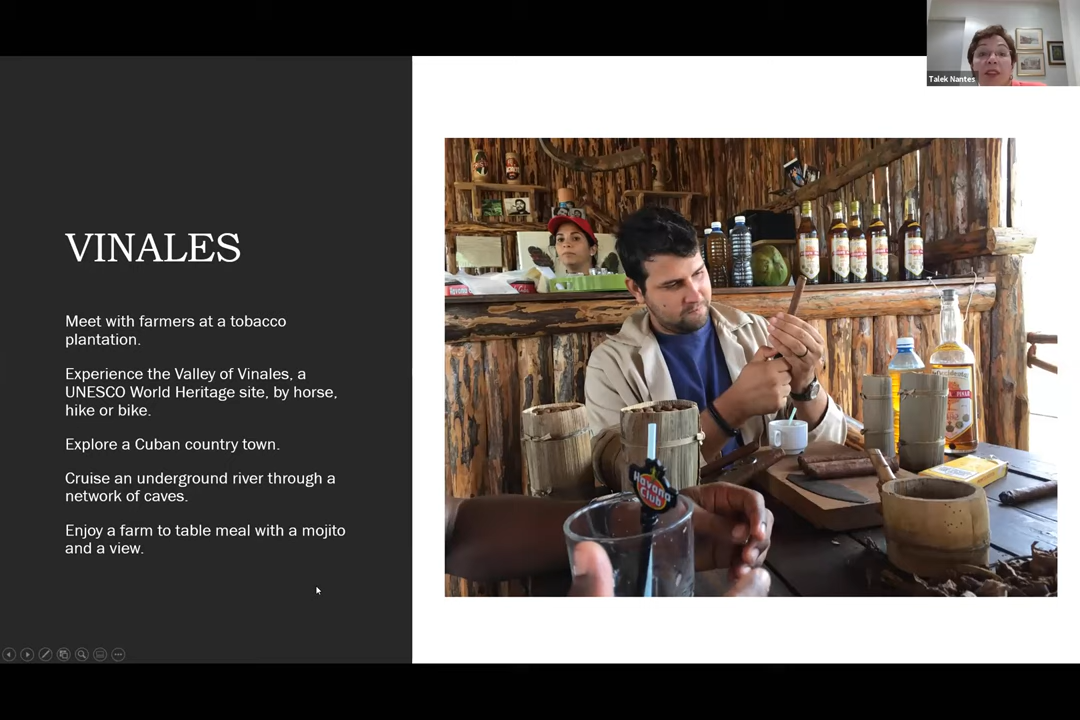 Talek Nantes
VINALES
Meet with farmers at a tobacco
plantation.
Experience the Valley of Vinales, a
UNESCO World Heritage site, by horse,
hike or bike.
Explore a Cuban country town.
Cruise an underground river through a
network of caves.
Enjoy a farm to table meal with a mojito
and a view.
Havana
Club